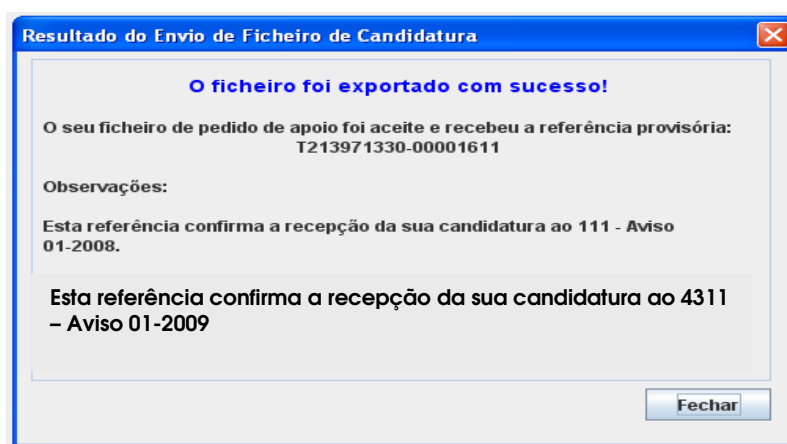 Resultado do Envio de Ficheiro de Candidatura
O ficheiro foi exportado com sucesso!
O seu ficheiro de pedido de apoio foi aceite e recebeu a referência provisória:
T213971330-00001611
Observações:
Esta referência confirma a recepção da sua candidatura ao 111 - Aviso
01-2008.
Esta referência confirma a recepção da sua candidatura ao 4311
– Aviso 01-2009
Fechar